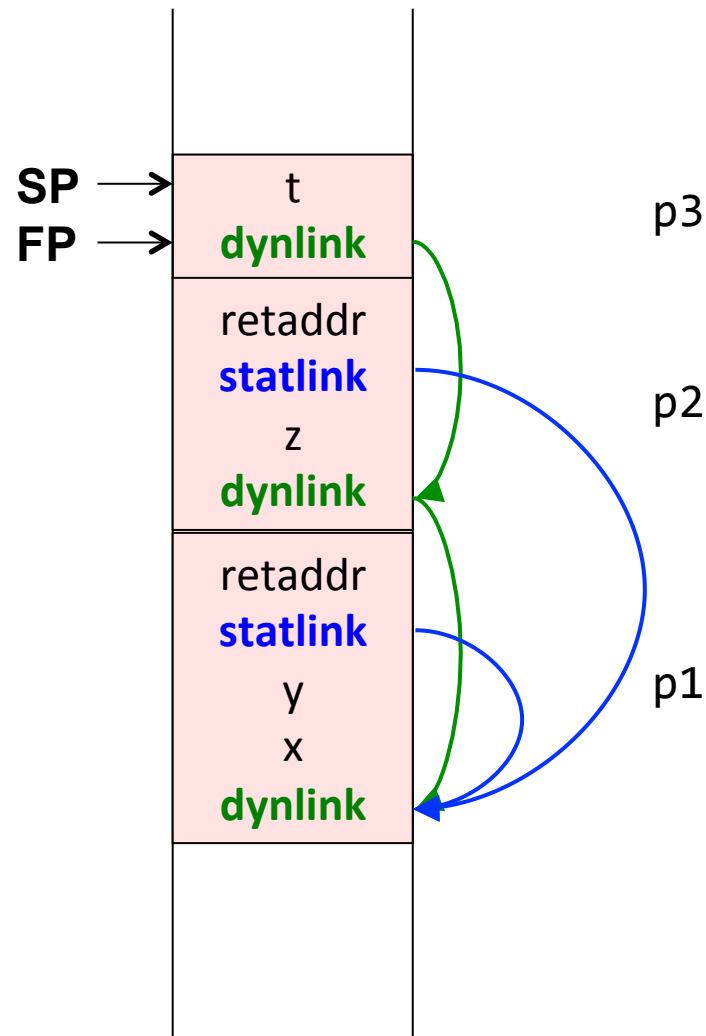 SP
t
p3
FP
dynlink
retaddr
statlink
p2
z
dynlink
retaddr
statlink
y
p1
x
dynlink